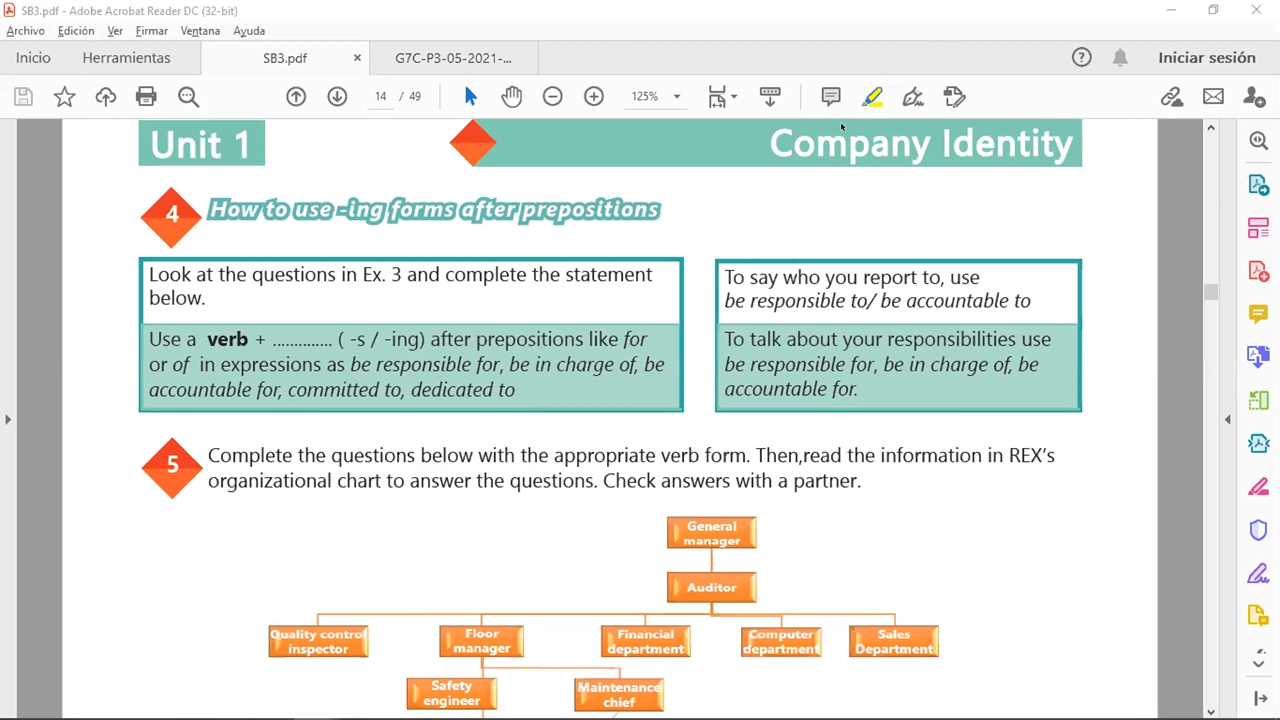 SB3.pdf - Adobe Acrobat Reader DC (32-bit)
Archivo Edición Ver Firmar Ventana Ayuda
Inicio Herramientas SB3.pdf × G7C-P3-05-2021-... Iniciar sesión
14 / 49 125%
Unit 1 Company Identity
4 How to use -ing forms after prepositions
Look at the questions in Ex. 3 and complete the statement
below.
Use a verb + ............. ( -s / -ing) after prepositions like for
or of in expressions as be responsible for, be in charge of, be
accountable for, committed to, dedicated to
To say who you report to, use
be responsible to/ be accountable to
To talk about your responsibilities use
be responsible for, be in charge of, be
accountable for.
5 Complete the questions below with the appropriate verb form. Then,read the information in REX's
organizational chart to answer the questions. Check answers with a partner.
General
manager
Auditor
Quality control
inspector
Floor
manager
Financial
department
Computer
department
Sales
Department
Safety
engineer
Maintenance
chief